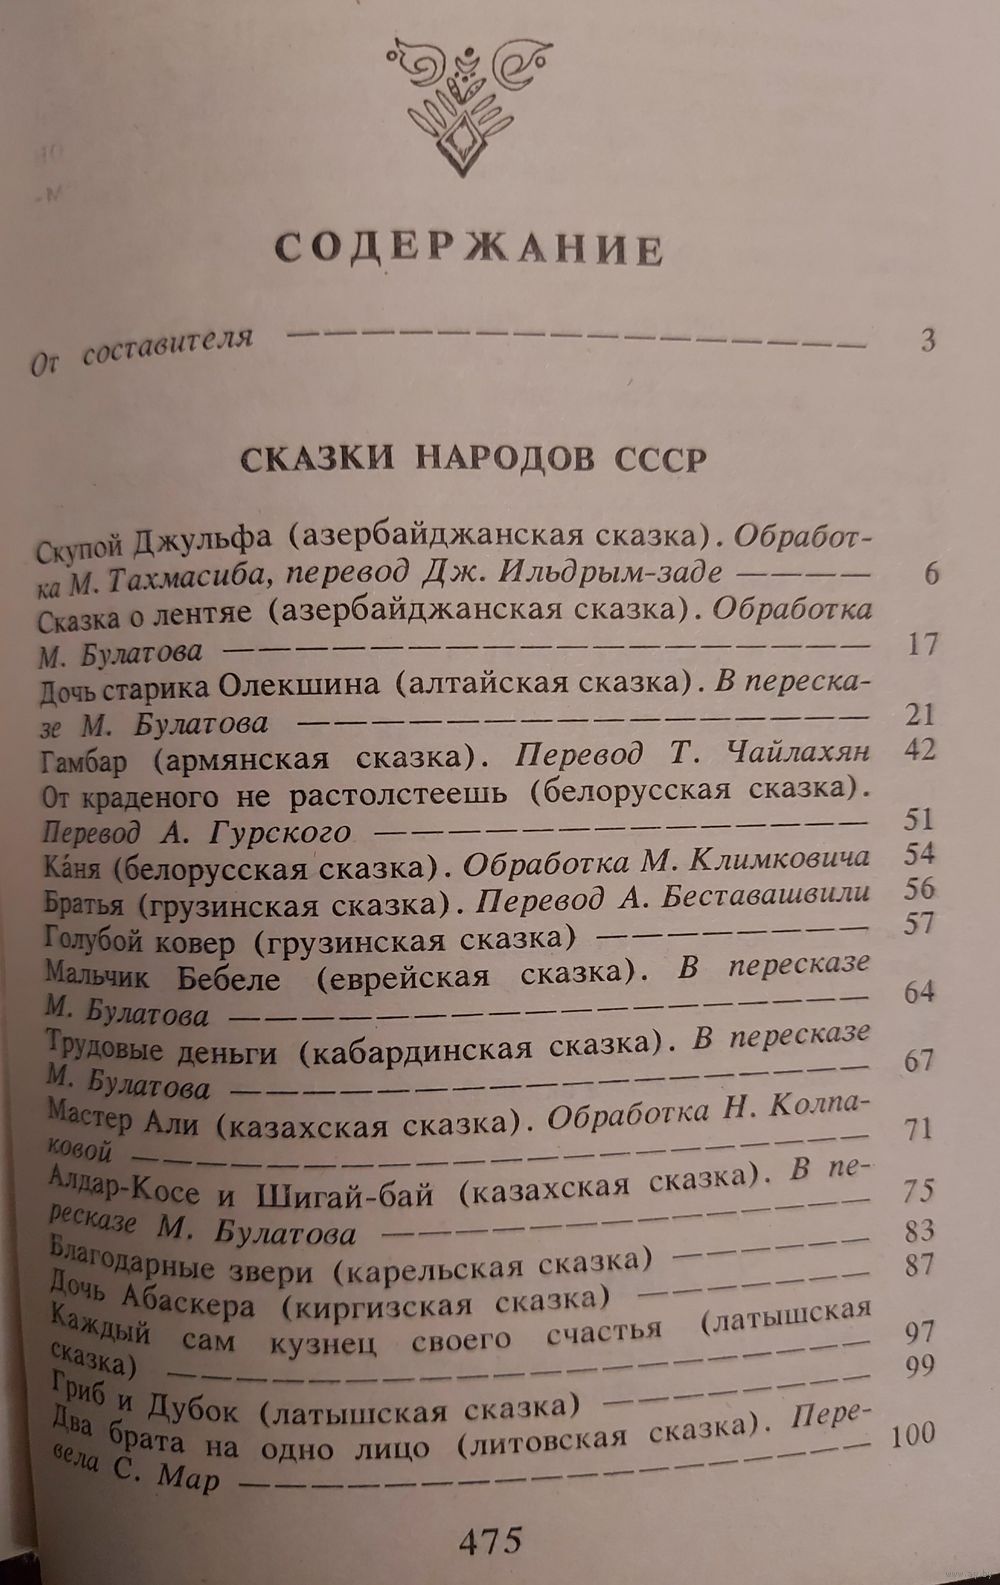 СОДЕРЖАНИЕ
От составителя — — — — — — — — — — — — — — — — 3
СКАЗКИ НАРОДОВ СССР
Скупой Джульфа (азербайджанская сказка). Обработ-
ка М. Тахмасиба, перевод Дж. Ильдрым-заде — — — — 6
Сказка о лентяе (азербайджанская сказка). Обработка
М. Булатова — — — — — — — — — — — — — — — — — — 17
Дочь старика Олекшина (алтайская сказка). В переска-
зе М. Булатова — — — — — — — — — — — — — — — — 21
Гамбар (армянская сказка). Перевод Т. Чайлахян 42
От краденого не растолстеешь (белорусская сказка).
Перевод А. Гурского — — — — — — — — — — — — — — 51
Ка́ня (белорусская сказка). Обработка М. Климковича 54
Братья (грузинская сказка). Перевод А. Беставашвили 56
Голубой ковер (грузинская сказка) — — — — — — — — 57
Мальчик Бебеле (еврейская сказка). В пересказе
М. Булатова — — — — — — — — — — — — — — — — — — 64
Трудовые деньги (кабардинская сказка). В пересказе
М. Булатова — — — — — — — — — — — — — — — — — — 67
Мастер Али (казахская сказка). Обработка Н. Колпа-
ковой — — — — — — — — — — — — — — — — — — — — 71
Алдар-Косе и Шигай-бай (казахская сказка). В пе-
ресказе М. Булатова — — — — — — — — — — — — — — 75
Благодарные звери (карельская сказка) — — — — — — 83
Дочь Абаскера (киргизская сказка) — — — — — — — 87
Каждый сам кузнец своего счастья (латышская
сказка) — — — — — — — — — — — — — — — — — — — 97
Гриб и Дубок (латышская сказка) — — — — — — — — 99
Два брата на одно лицо (литовская сказка). Пере-
вела С. Мар — — — — — — — — — — — — — — — — — — 100
475